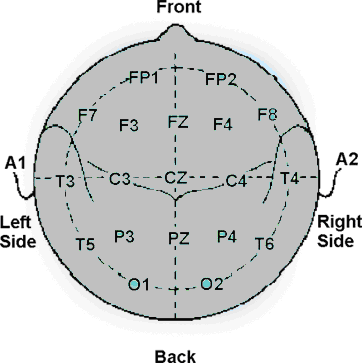 Front
FP1 FP2
F7 F3 FZ F4 F8
A1 A2
T3 C3 CZ C4 T4
Left Side
Right Side
T5 P3 PZ P4 T6
O1 O2
Back